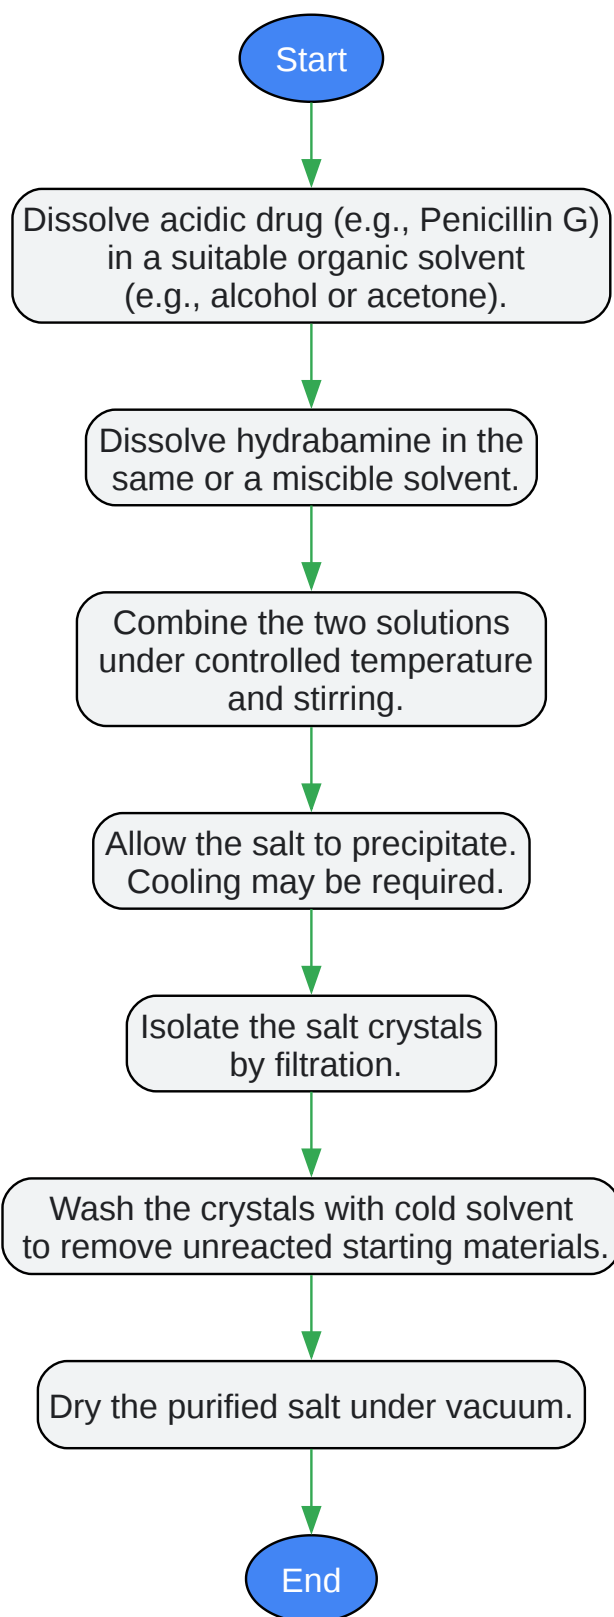 Start
Dissolve acidic drug (e.g., Penicillin G)
in a suitable organic solvent
(e.g., alcohol or acetone).
Dissolve hydrabamine in the
same or a miscible solvent.
Combine the two solutions
under controlled temperature
and stirring.
Allow the salt to precipitate.
Cooling may be required.
Isolate the salt crystals
by filtration.
Wash the crystals with cold solvent
to remove unreacted starting materials.
Dry the purified salt under vacuum.
End